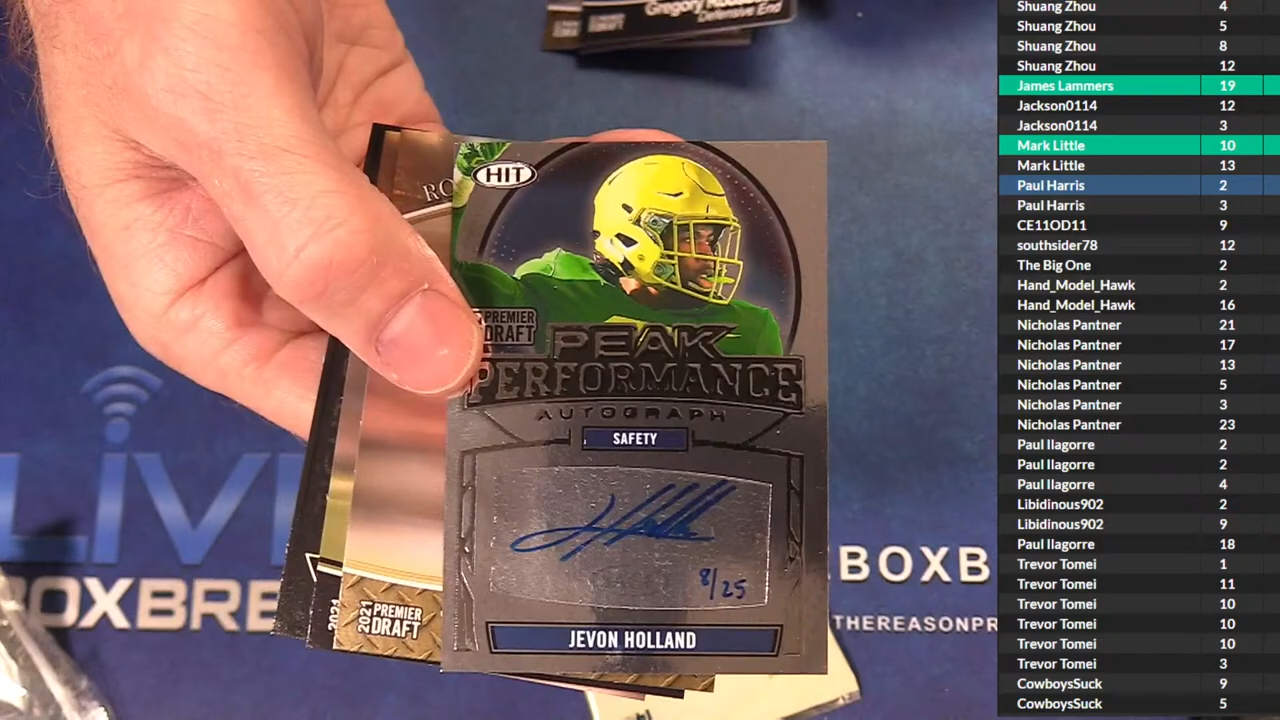 Gregory
Defensive End
HIT
RO
PREMIER
DRAFT
PEAK
PERFORMANCE
AUTOGRAPH
SAFETY
8/25
JEVON HOLLAND
2021 PREMIER
DRAFT
LIV
OXBRE
BOXB
THEREASONPR
Shuang Zhou 4
Shuang Zhou 5
Shuang Zhou 8
Shuang Zhou 12
James Lammers 19
Jackson0114 12
Jackson0114 3
Mark Little 10
Mark Little 13
Paul Harris 2
Paul Harris 3
CE11OD11 9
southsider78 12
The Big One 2
Hand_Model_Hawk 2
Hand_Model_Hawk 16
Nicholas Pantner 21
Nicholas Pantner 17
Nicholas Pantner 13
Nicholas Pantner 5
Nicholas Pantner 3
Nicholas Pantner 23
Paul Ilagorre 2
Paul Ilagorre 2
Paul Ilagorre 4
Libidinous902 2
Libidinous902 9
Paul Ilagorre 18
Trevor Tomei 1
Trevor Tomei 11
Trevor Tomei 10
Trevor Tomei 10
Trevor Tomei 10
Trevor Tomei 3
CowboysSuck 9
CowboysSuck 5